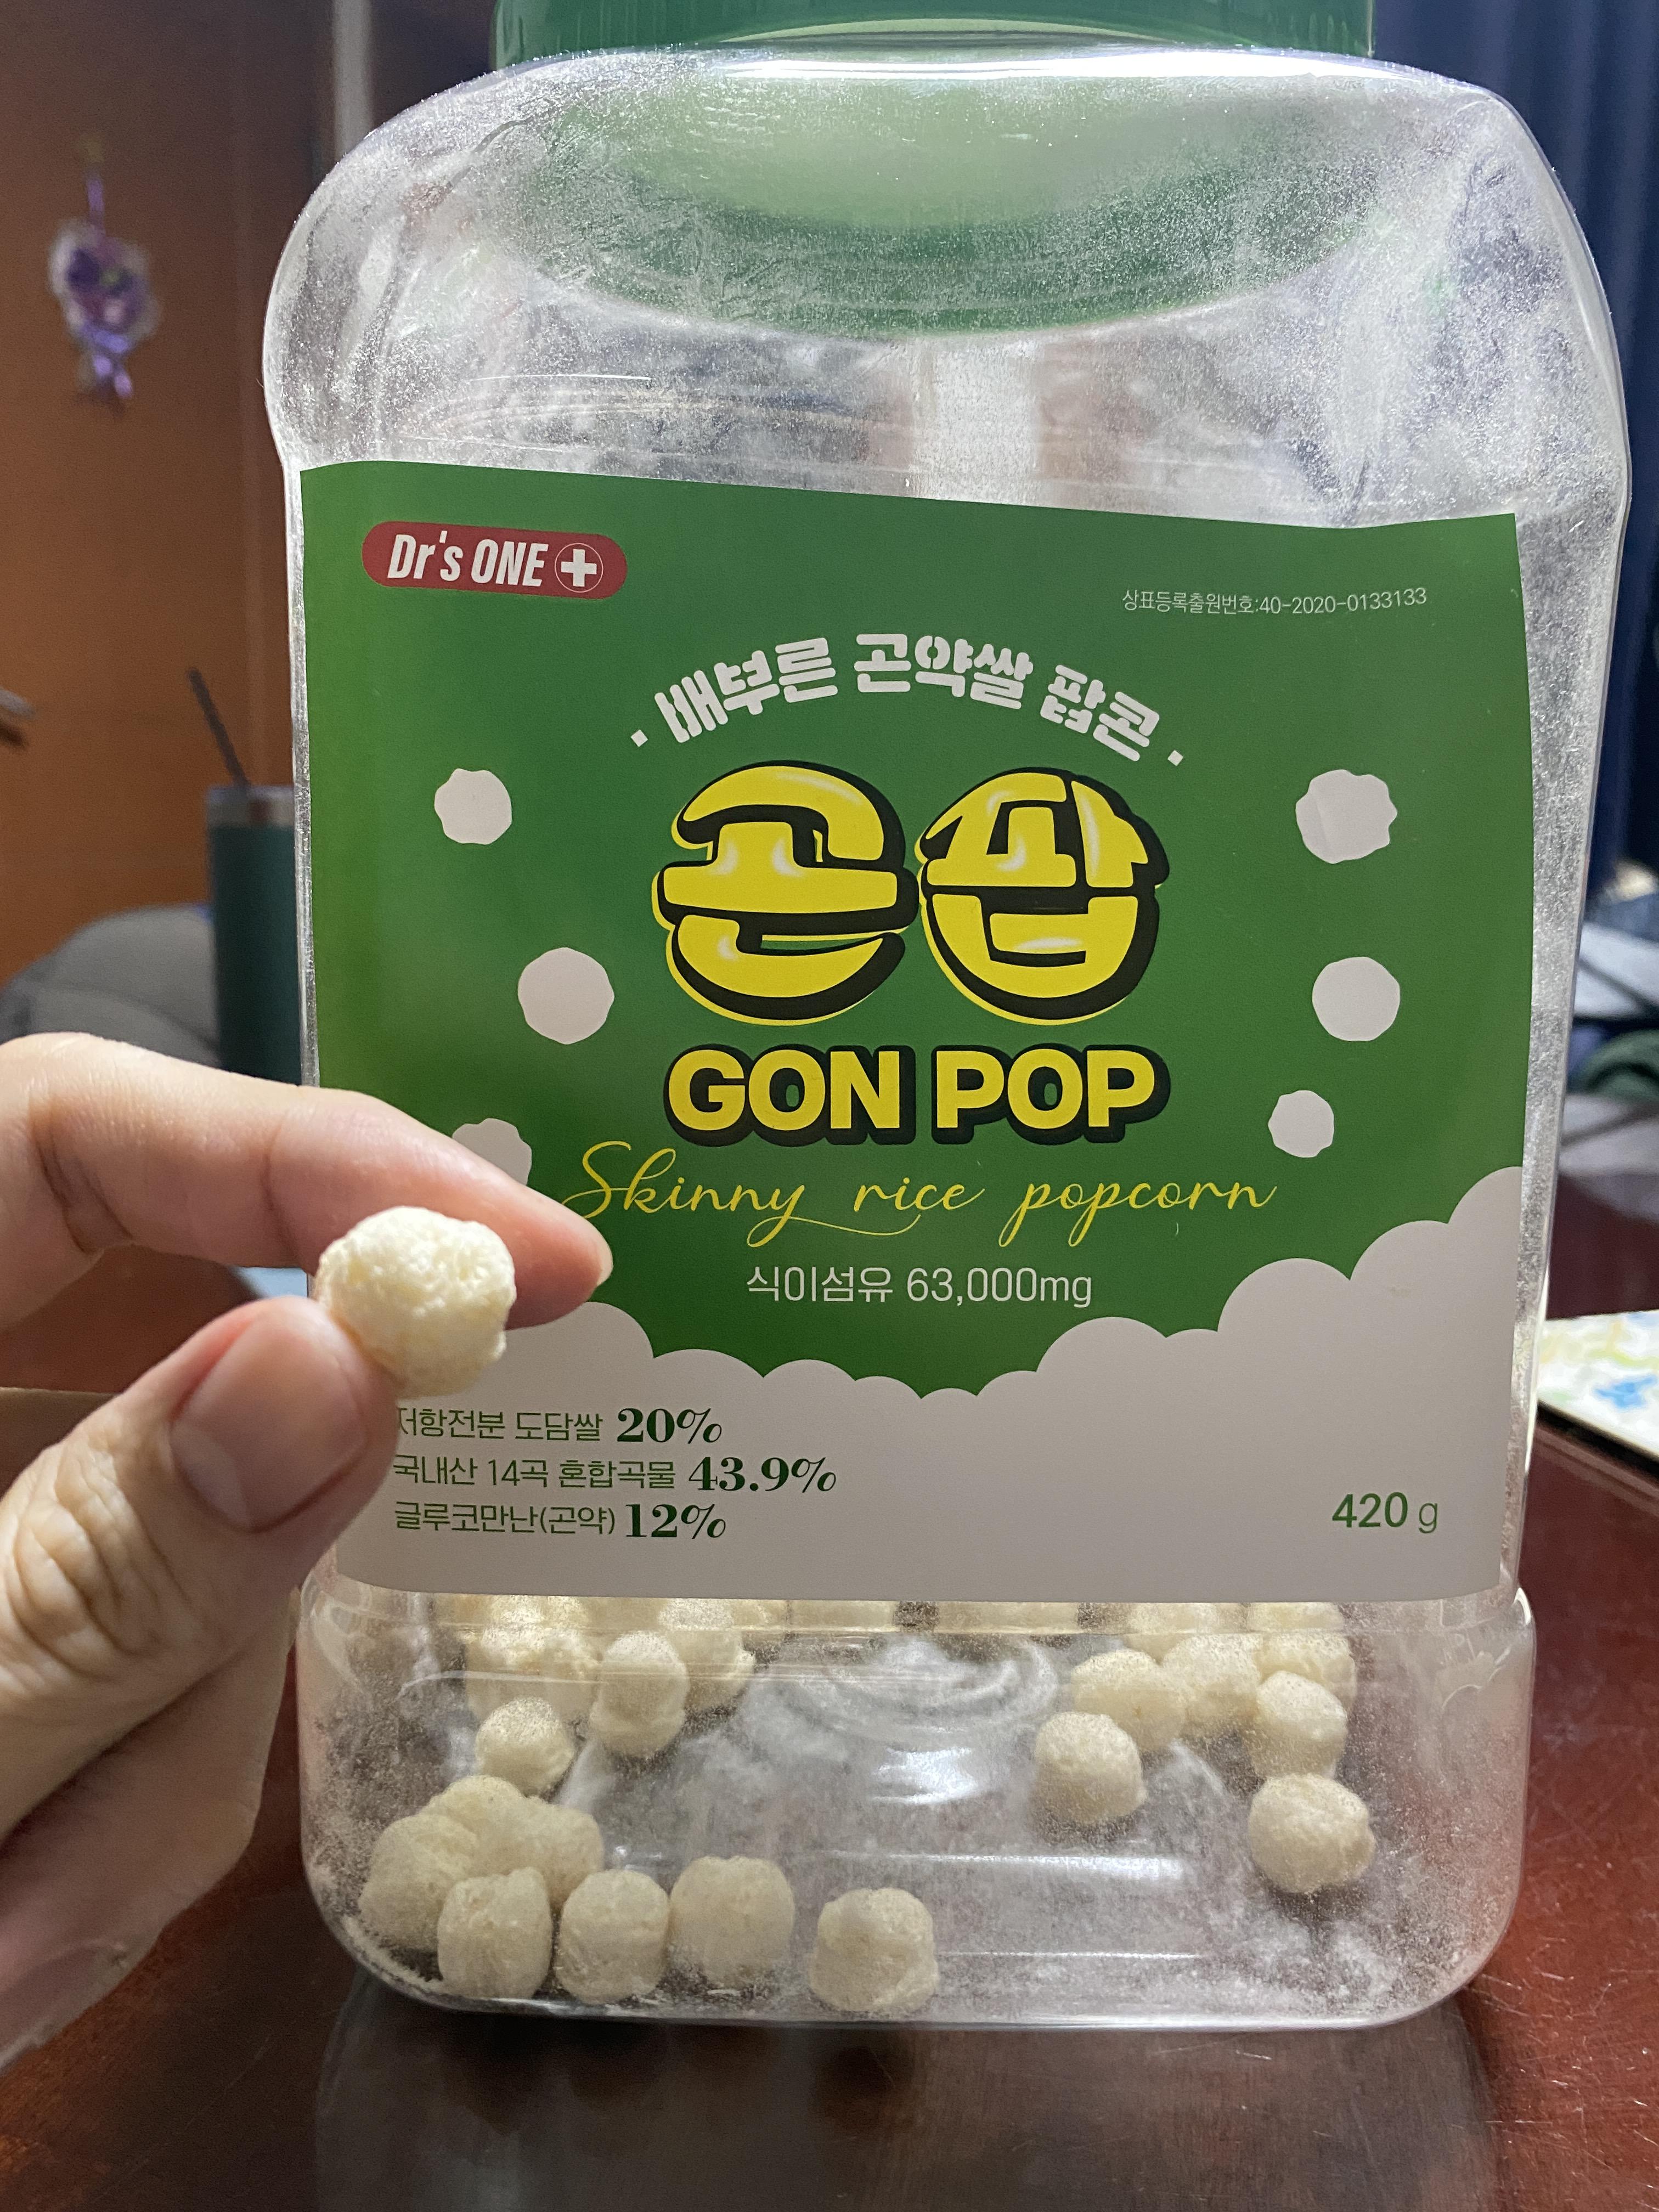 Dr's ONE
상표등록출원번호:40-2020-0133133
· 배부른 곤약쌀 팝콘 ·
곤팝
GON POP
Skinny rice popcorn
식이섬유 63,000mg
저항전분 도담쌀 20%
국내산 14곡 혼합곡물 43.9%
글루코만난(곤약) 12%
420 g